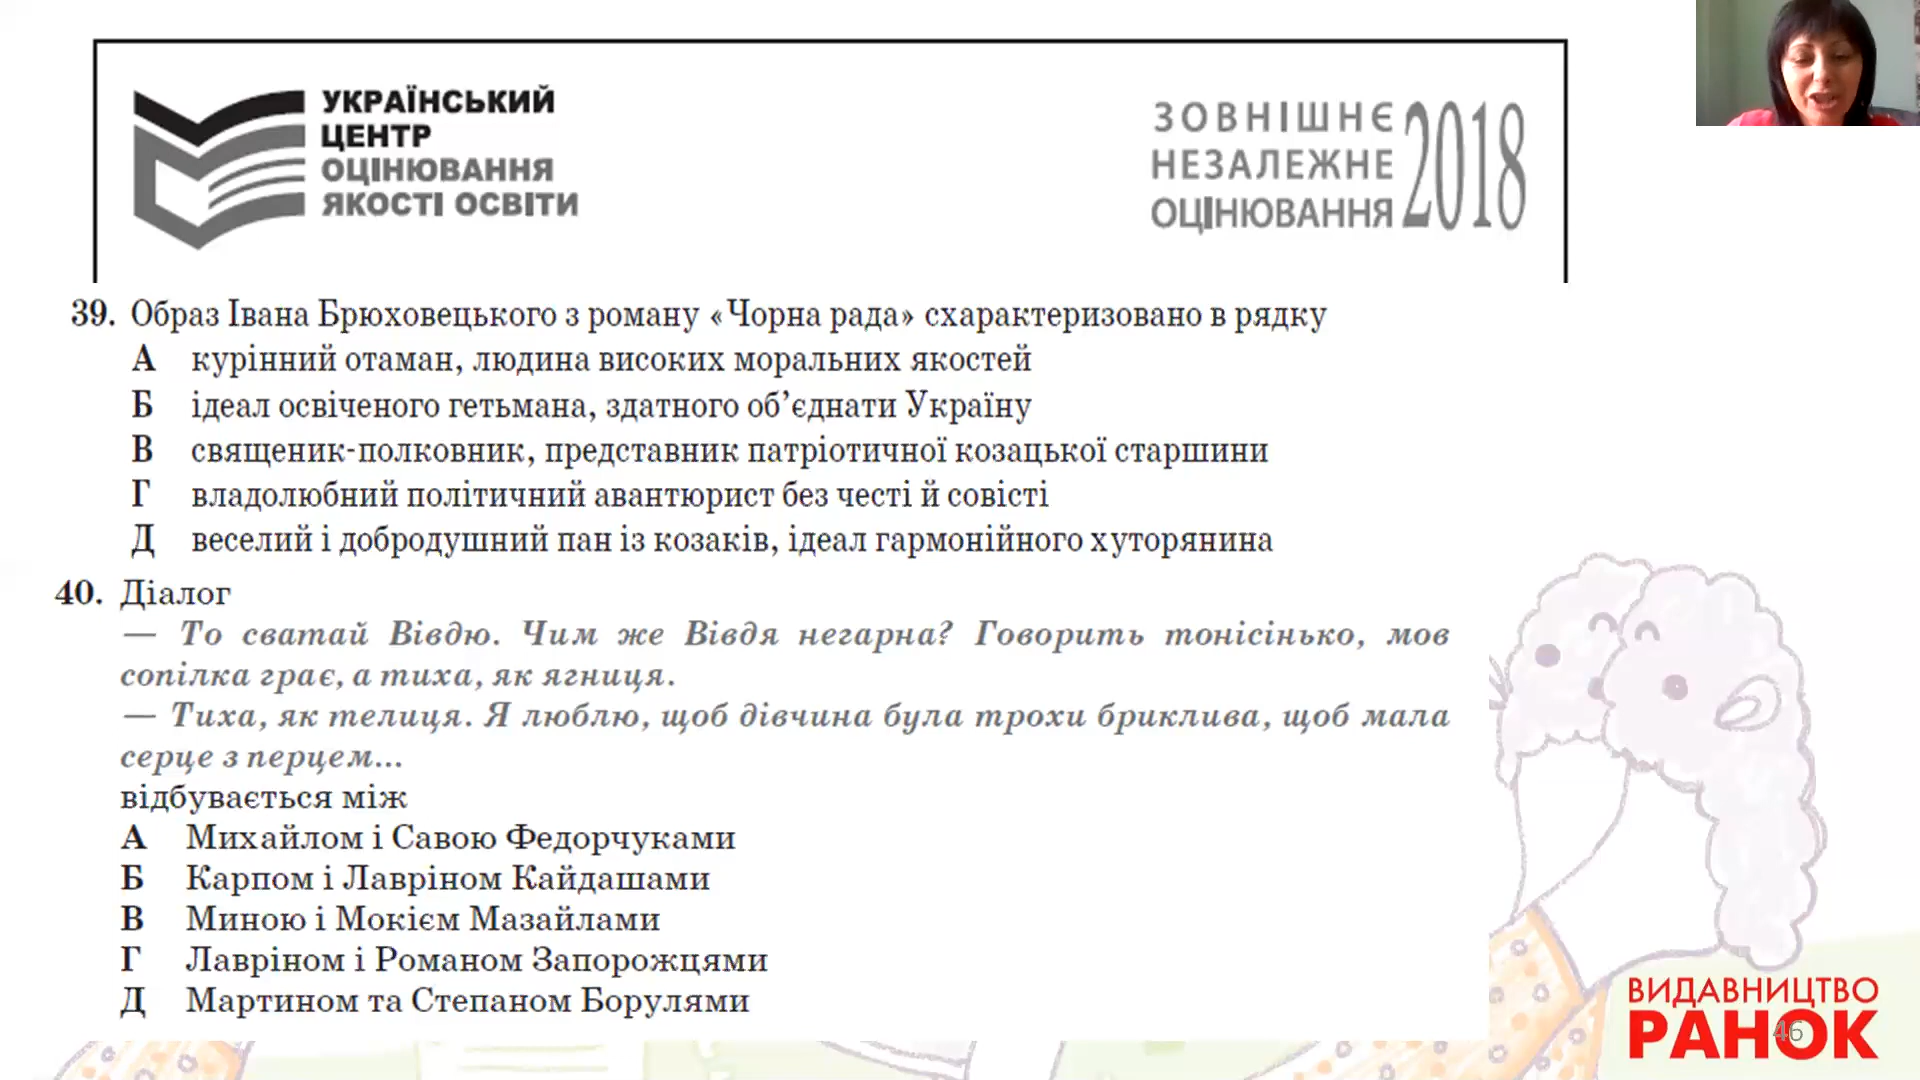 УКРАЇНСЬКИЙ
ЦЕНТР
ОЦІНЮВАННЯ
ЯКОСТІ ОСВІТИ
ЗОВНІШНЄ
НЕЗАЛЕЖНЕ
ОЦІНЮВАННЯ
2018
39. Образ Івана Брюховецького з роману «Чорна рада» схарактеризовано в рядку
А курінний отаман, людина високих моральних якостей
Б ідеал освіченого гетьмана, здатного об’єднати Україну
В священик-полковник, представник патріотичної козацької старшини
Г владолюбний політичний авантюрист без честі й совісті
Д веселий і добродушний пан із козаків, ідеал гармонійного хуторянина
40. Діалог
— То сватай Вівдю. Чим же Вівдя негарна? Говорить тонісінько, мов
сопілка грає, а тиха, як ягниця.
— Тиха, як телиця. Я люблю, щоб дівчина була трохи бриклива, щоб мала
серце з перцем...
відбувається між
А Михайлом і Савою Федорчуками
Б Карпом і Лавріном Кайдашами
В Миною і Мокієм Мазайлами
Г Лавріном і Романом Запорожцями
Д Мартином та Степаном Борулями
ВИДАВНИЦТВО
РАНОК
46